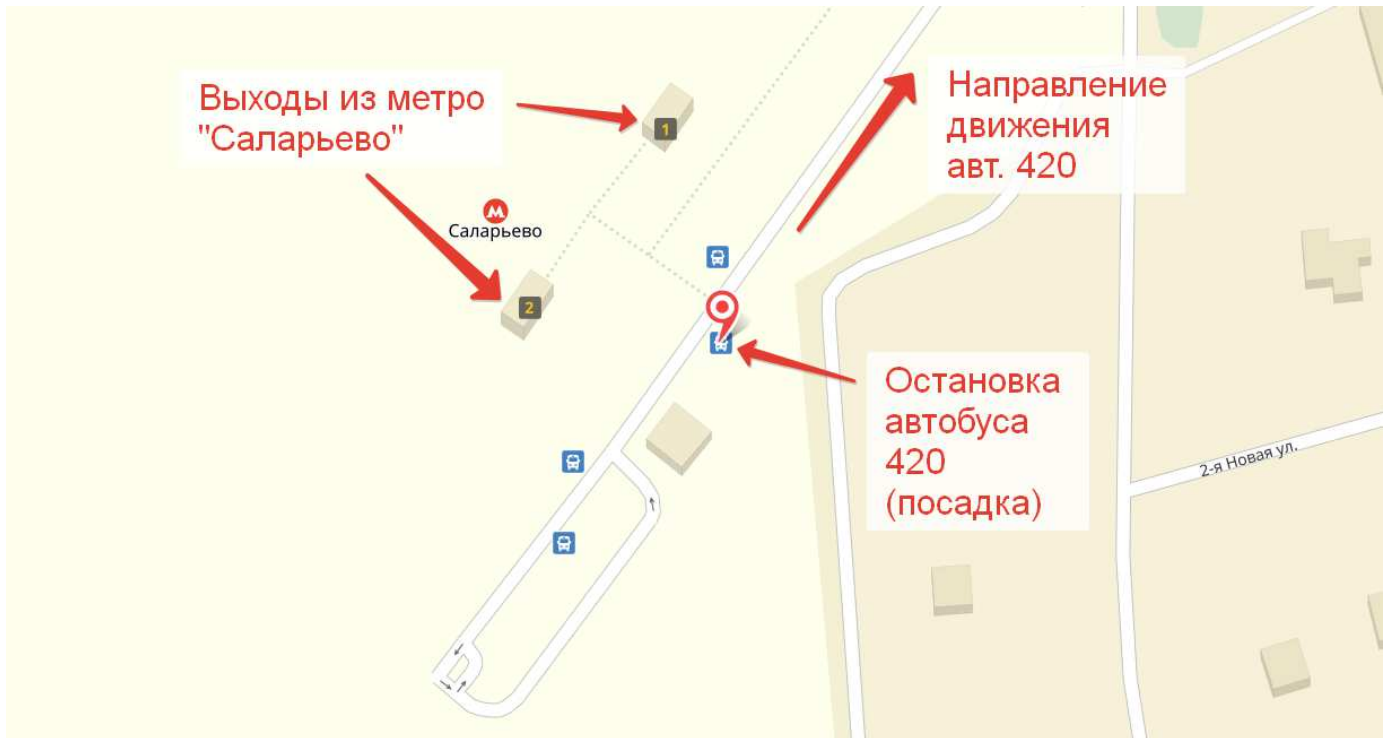 Выходы из метро
"Саларьево"
1
Направление
движения
авт. 420
М
Саларьево
2
Остановка
автобуса
420
(посадка)
2-я Новая ул.